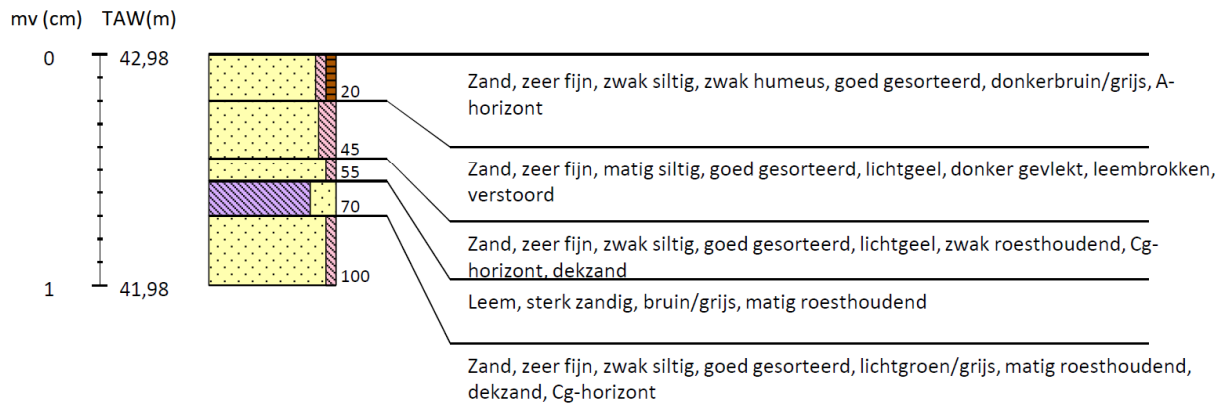 mv (cm) TAW(m)
0 42,98
20
Zand, zeer fijn, zwak siltig, zwak humeus, goed gesorteerd, donkerbruin/grijs, A-
horizont
45
Zand, zeer fijn, matig siltig, goed gesorteerd, lichtgeel, donker gevlekt, leembrokken,
verstoord
55
Zand, zeer fijn, zwak siltig, goed gesorteerd, lichtgeel, zwak roesthoudend, Cg-
horizont, dekzand
70
Leem, sterk zandig, bruin/grijs, matig roesthoudend
100
1 41,98
Zand, zeer fijn, zwak siltig, goed gesorteerd, lichtgroen/grijs, matig roesthoudend,
dekzand, Cg-horizont